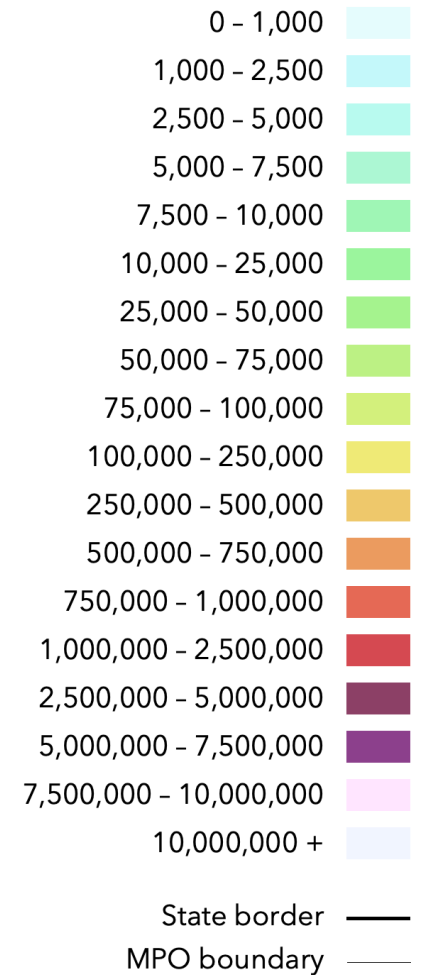 0 – 1,000
1,000 – 2,500
2,500 – 5,000
5,000 – 7,500
7,500 – 10,000
10,000 – 25,000
25,000 – 50,000
50,000 – 75,000
75,000 – 100,000
100,000 – 250,000
250,000 – 500,000
500,000 – 750,000
750,000 – 1,000,000
1,000,000 – 2,500,000
2,500,000 – 5,000,000
5,000,000 – 7,500,000
7,500,000 – 10,000,000
10,000,000 +
State border
MPO boundary